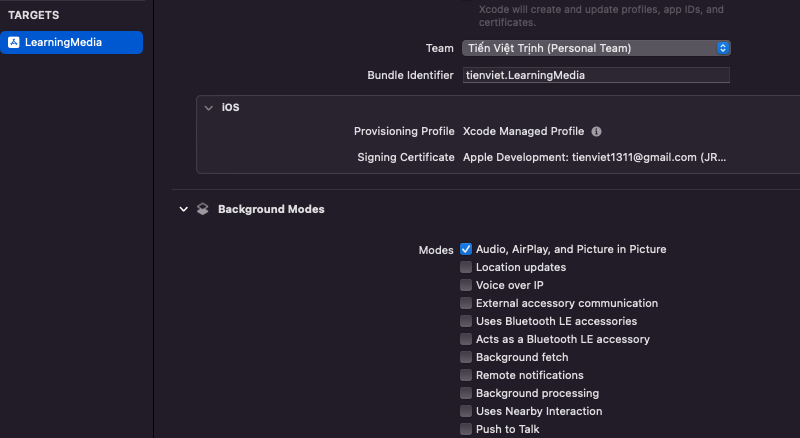 Xcode will create and update profiles, app IDs, and
certificates.
TARGETS
LearningMedia
Team Tiến Việt Trịnh (Personal Team)
Bundle Identifier tienviet.LearningMedia
iOS
Provisioning Profile Xcode Managed Profile
Signing Certificate Apple Development: tienviet1311@gmail.com (JR...
Background Modes
Modes Audio, AirPlay, and Picture in Picture
Location updates
Voice over IP
External accessory communication
Uses Bluetooth LE accessories
Acts as a Bluetooth LE accessory
Background fetch
Remote notifications
Background processing
Uses Nearby Interaction
Push to Talk